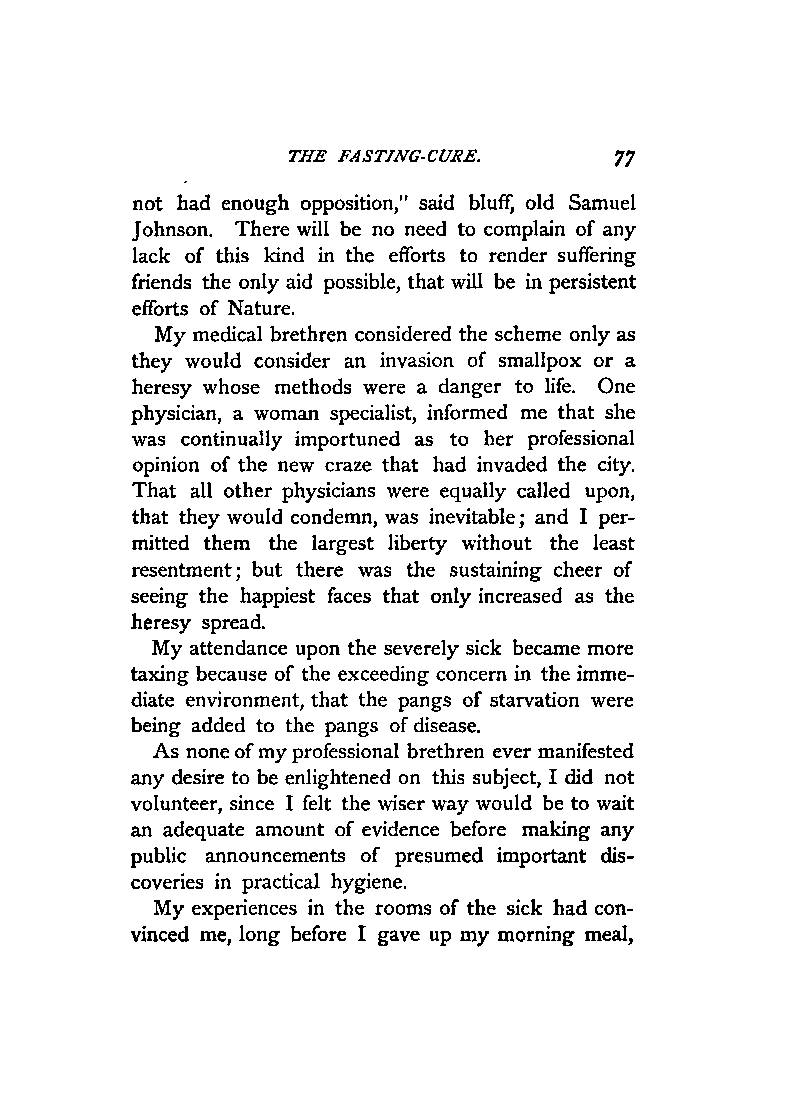 THE FASTING-CURE. 77
not had enough opposition," said bluff, old Samuel
Johnson. There will be no need to complain of any
lack of this kind in the efforts to render suffering
friends the only aid possible, that will be in persistent
efforts of Nature.
My medical brethren considered the scheme only as
they would consider an invasion of smallpox or a
heresy whose methods were a danger to life. One
physician, a woman specialist, informed me that she
was continually importuned as to her professional
opinion of the new craze that had invaded the city.
That all other physicians were equally called upon,
that they would condemn, was inevitable; and I per-
mitted them the largest liberty without the least
resentment; but there was the sustaining cheer of
seeing the happiest faces that only increased as the
heresy spread.
My attendance upon the severely sick became more
taxing because of the exceeding concern in the imme-
diate environment, that the pangs of starvation were
being added to the pangs of disease.
As none of my professional brethren ever manifested
any desire to be enlightened on this subject, I did not
volunteer, since I felt the wiser way would be to wait
an adequate amount of evidence before making any
public announcements of presumed important dis-
coveries in practical hygiene.
My experiences in the rooms of the sick had con-
vinced me, long before I gave up my morning meal,